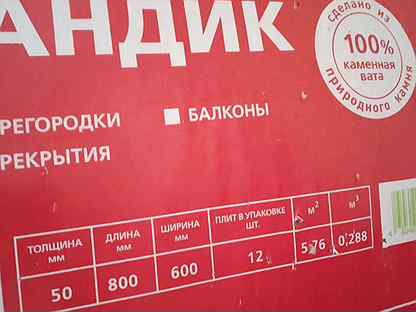 АНДИК
СДЕЛАНО ИЗ
100%
каменная
вата
природного камня
РЕГОРОДКИ
БАЛКОНЫ
РЕКРЫТИЯ
ТОЛЩИНА мм
ДЛИНА мм
ШИРИНА мм
ПЛИТ В УПАКОВКЕ шт.
м²
м³
50
800
600
12
5,76
0,288